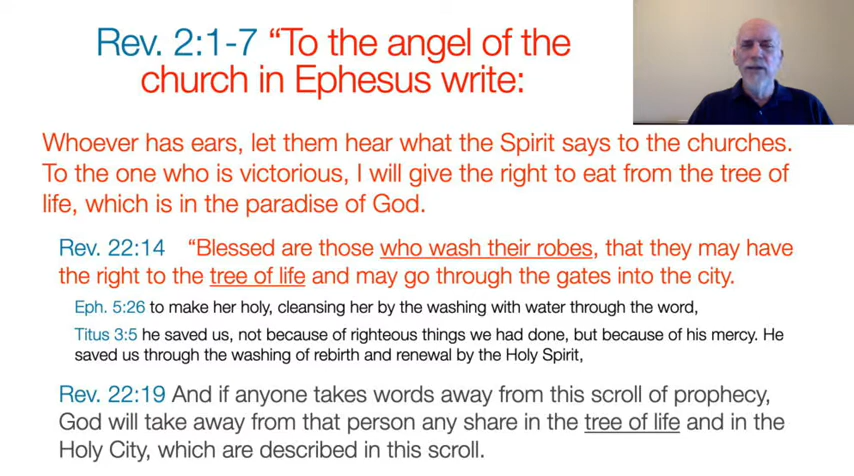 Rev. 2:1-7 “To the angel of the
church in Ephesus write:
Whoever has ears, let them hear what the Spirit says to the churches.
To the one who is victorious, I will give the right to eat from the tree of
life, which is in the paradise of God.
Rev. 22:14 “Blessed are those who wash their robes, that they may have
the right to the tree of life and may go through the gates into the city.
Eph. 5:26 to make her holy, cleansing her by the washing with water through the word,
Titus 3:5 he saved us, not because of righteous things we had done, but because of his mercy. He
saved us through the washing of rebirth and renewal by the Holy Spirit,
Rev. 22:19 And if anyone takes words away from this scroll of prophecy,
God will take away from that person any share in the tree of life and in the
Holy City, which are described in this scroll.